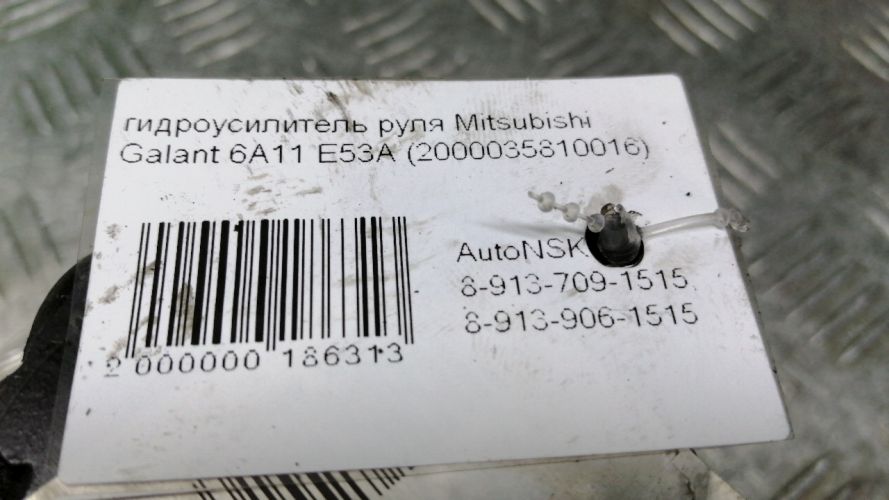 гидроусилитель руля Mitsubishi
Galant 6A11 E53A (2000035810016)
AutoNSK
8-913-709-1515
8-913-906-1515
2 000000 186313